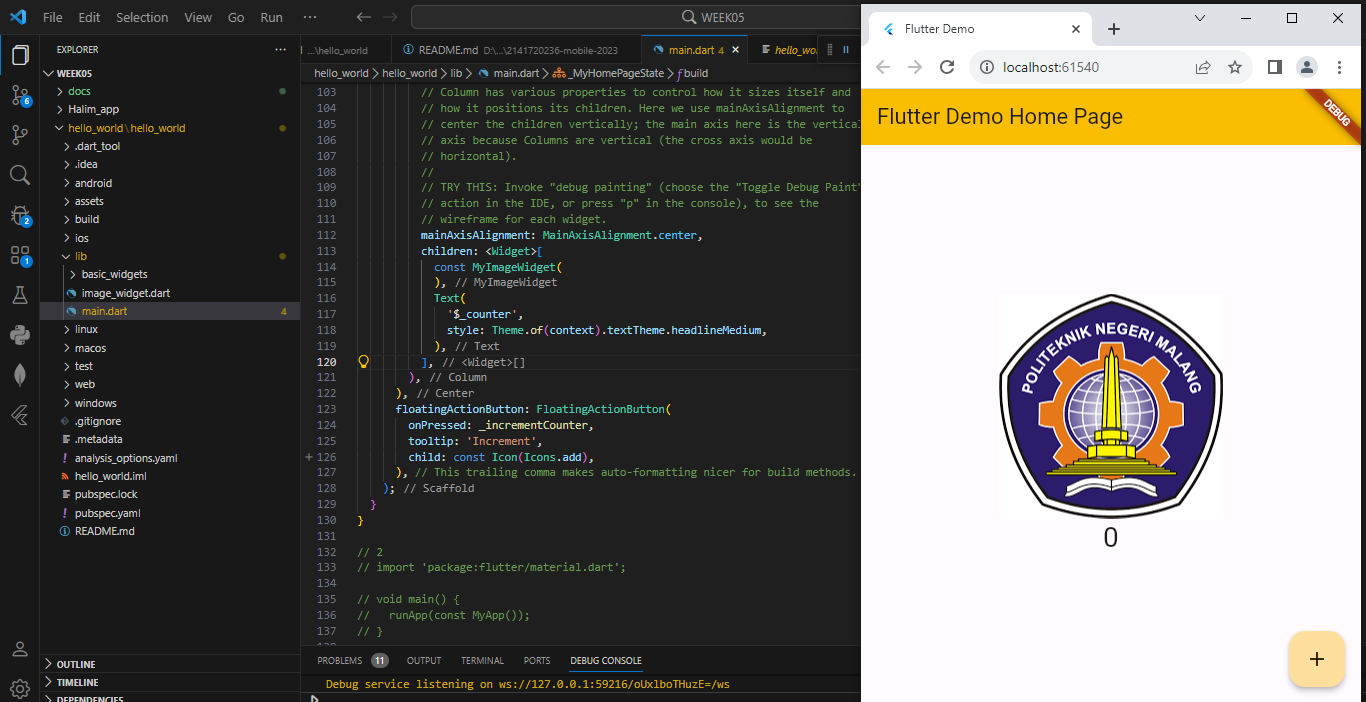 File Edit Selection View Go Run ··· WEEK05
EXPLORER ···
WEEK05
docs
Halim_app
hello_world \ hello_world
.dart_tool
.idea
android
assets
build
ios
lib
basic_widgets
image_widget.dart
main.dart 4
linux
macos
test
web
windows
.gitignore
.metadata
analysis_options.yaml
hello_world.iml
pubspec.lock
pubspec.yaml
README.md
OUTLINE
TIMELINE
DEPENDENCIES
6
2
1
...\hello_world README.md D:\...\2141720236-mobile-2023 main.dart 4 hello_wo
hello_world > hello_world > lib > main.dart > _MyHomePageState > build
103 // Column has various properties to control how it sizes itself and
104 // how it positions its children. Here we use mainAxisAlignment to
105 // center the children vertically; the main axis here is the vertical
106 // axis because Columns are vertical (the cross axis would be
107 // horizontal).
108 //
109 // TRY THIS: Invoke "debug painting" (choose the "Toggle Debug Paint"
110 // action in the IDE, or press "p" in the console), to see the
111 // wireframe for each widget.
112 mainAxisAlignment: MainAxisAlignment.center,
113 children: <Widget>[
114 const MyImageWidget(
115 ), // MyImageWidget
116 Text(
117 '$_counter',
118 style: Theme.of(context).textTheme.headlineMedium,
119 ), // Text
120 ], // <Widget>[]
121 ), // Column
122 ), // Center
123 floatingActionButton: FloatingActionButton(
124 onPressed: _incrementCounter,
125 tooltip: 'Increment',
126 child: const Icon(Icons.add),
127 ), // This trailing comma makes auto-formatting nicer for build methods.
128 ); // Scaffold
129 }
130 }
131
132 // 2
133 // import 'package:flutter/material.dart';
134
135 // void main() {
136 //   runApp(const MyApp());
137 // }
PROBLEMS 11 OUTPUT TERMINAL PORTS DEBUG CONSOLE
Debug service listening on ws://127.0.0.1:59216/oUxlboTHuzE=/ws
Flutter Demo
localhost:61540
Flutter Demo Home Page
DEBUG
POLITEKNIK NEGERI MALANG
0
+